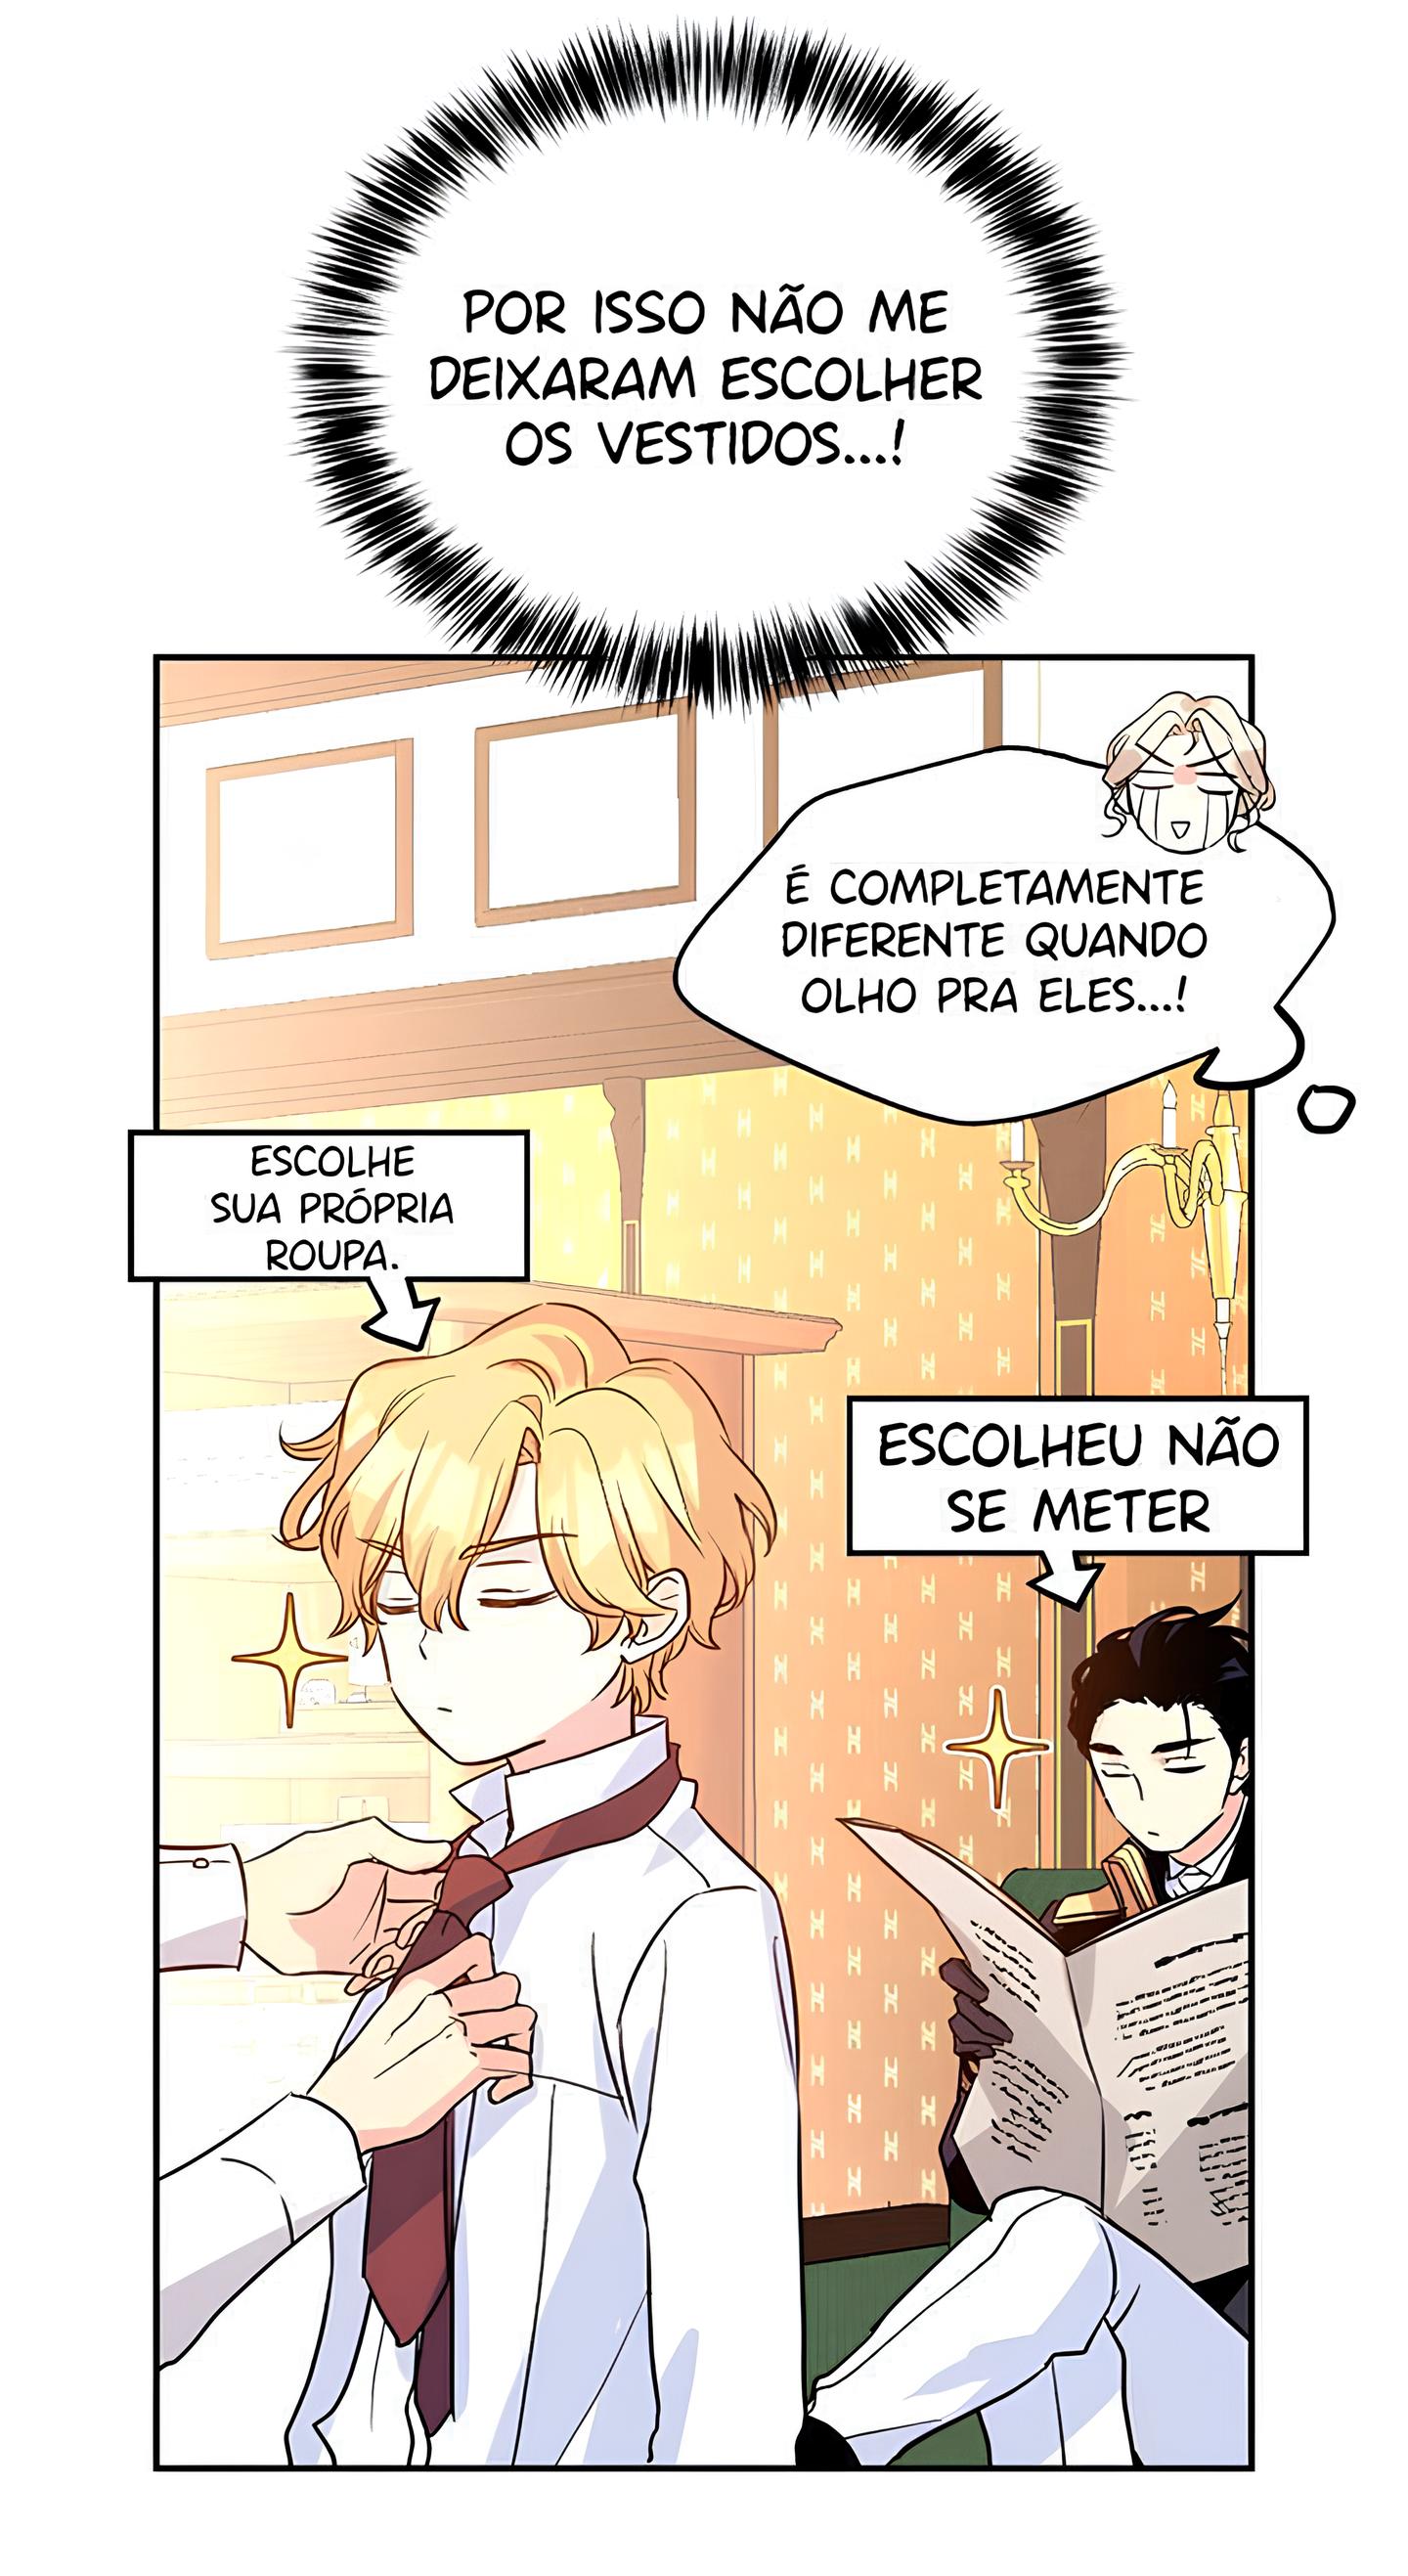 POR ISSO NÃO ME
DEIXARAM ESCOLHER
OS VESTIDOS...!
É COMPLETAMENTE
DIFERENTE QUANDO
OLHO PRA ELES...!
ESCOLHE
SUA PRÓPRIA
ROUPA.
ESCOLHEU NÃO
SE METER